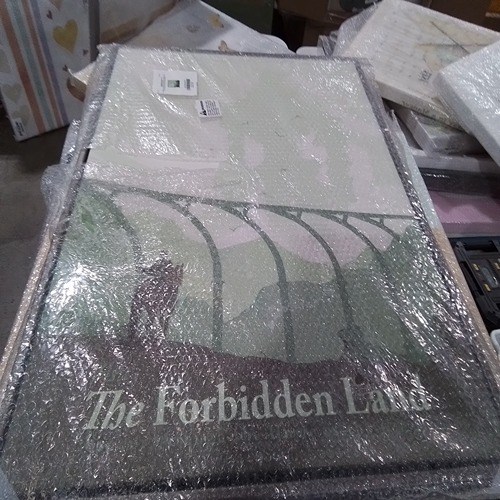 The Forbidden Land